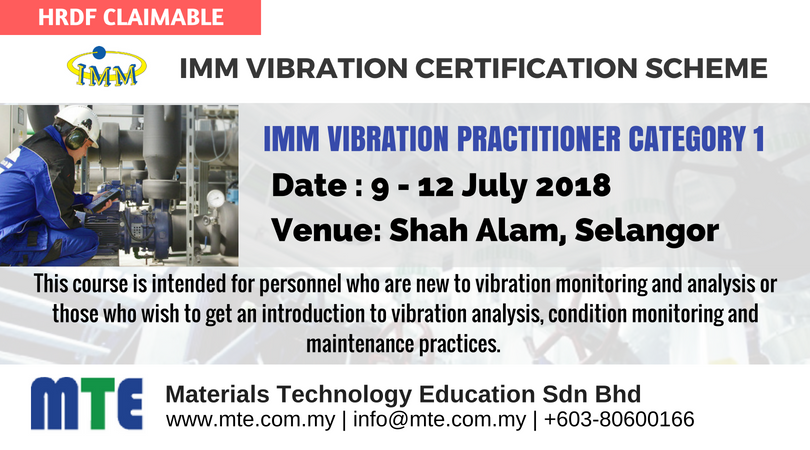 HRDF CLAIMABLE
IMM
IMM VIBRATION CERTIFICATION SCHEME
IMM VIBRATION PRACTITIONER CATEGORY 1
Date : 9 - 12 July 2018
Venue: Shah Alam, Selangor
This course is intended for personnel who are new to vibration monitoring and analysis or
those who wish to get an introduction to vibration analysis, condition monitoring and
maintenance practices.
MTE
Materials Technology Education Sdn Bhd
www.mte.com.my | info@mte.com.my | +603-80600166